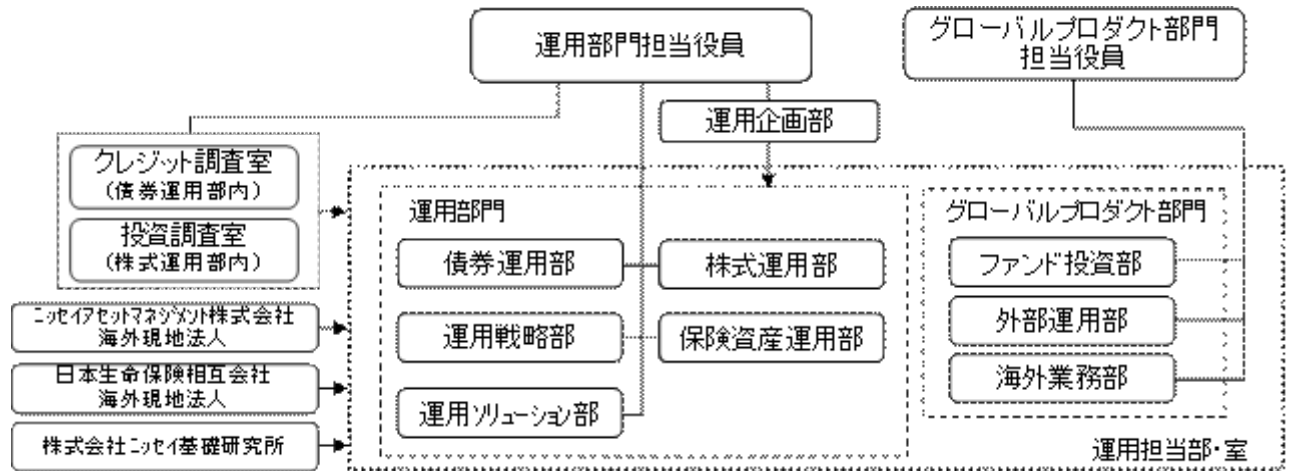 運用部門担当役員
グローバルプロダクト部門
担当役員
運用企画部
クレジット調査室
(債券運用部内)
投資調査室
(株式運用部内)
ニッセイアセットマネジメント株式会社
海外現地法人
日本生命保険相互会社
海外現地法人
株式会社ニッセイ基礎研究所
運用部門
債券運用部
株式運用部
運用戦略部
保険資産運用部
運用ソリューション部
グローバルプロダクト部門
ファンド投資部
外部運用部
海外業務部
運用担当部・室